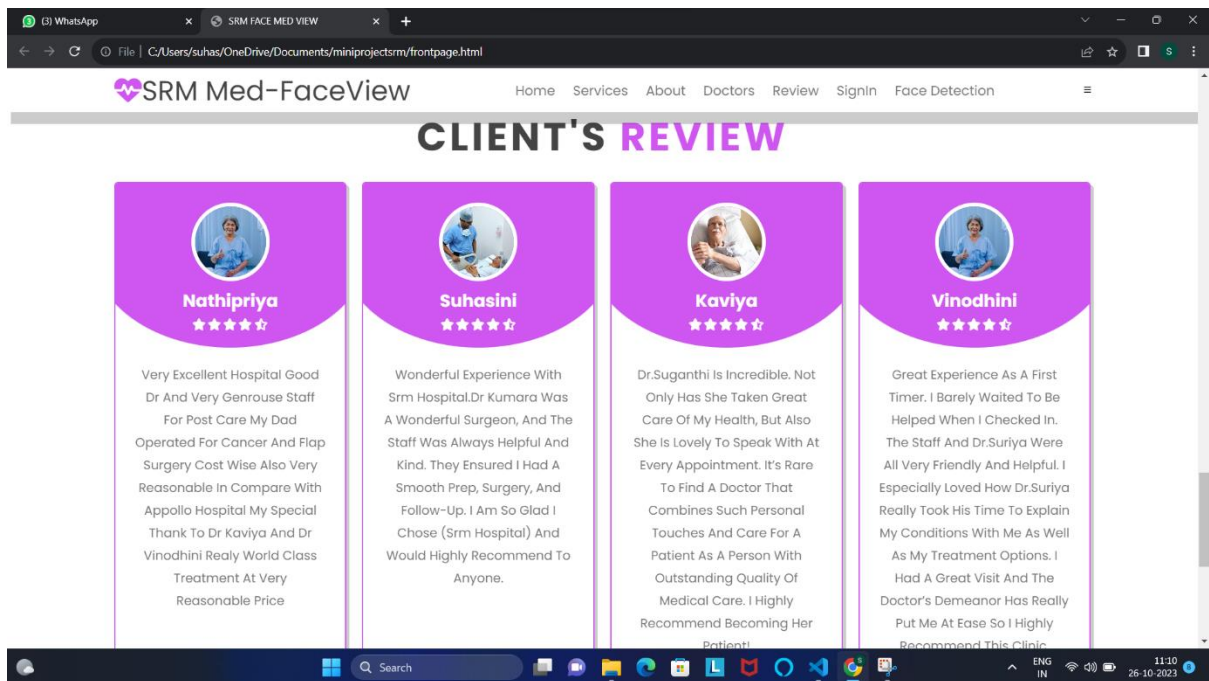 (3) WhatsApp
SRM FACE MED VIEW
File | C:/Users/suhas/OneDrive/Documents/miniprojectsrm/frontpage.html
S
SRM Med-FaceView
Home Services About Doctors Review SignIn Face Detection
CLIENT'S REVIEW
Nathipriya
Very Excellent Hospital Good
Dr And Very Genrouse Staff
For Post Care My Dad
Operated For Cancer And Flap
Surgery Cost Wise Also Very
Reasonable In Compare With
Appollo Hospital My Special
Thank To Dr Kaviya And Dr
Vinodhini Realy World Class
Treatment At Very
Reasonable Price
Suhasini
Wonderful Experience With
Srm Hospital.Dr Kumara Was
A Wonderful Surgeon, And The
Staff Was Always Helpful And
Kind. They Ensured I Had A
Smooth Prep, Surgery, And
Follow-Up. I Am So Glad I
Chose (Srm Hospital) And
Would Highly Recommend To
Anyone.
Kaviya
Dr.Suganthi Is Incredible. Not
Only Has She Taken Great
Care Of My Health, But Also
She Is Lovely To Speak With At
Every Appointment. It's Rare
To Find A Doctor That
Combines Such Personal
Touches And Care For A
Patient As A Person With
Outstanding Quality Of
Medical Care. I Highly
Recommend Becoming Her
Patient!
Vinodhini
Great Experience As A First
Timer. I Barely Waited To Be
Helped When I Checked In.
The Staff And Dr.Suriya Were
All Very Friendly And Helpful. I
Especially Loved How Dr.Suriya
Really Took His Time To Explain
My Conditions With Me As Well
As My Treatment Options. I
Had A Great Visit And The
Doctor's Demeanor Has Really
Put Me At Ease So I Highly
Recommend This Clinic
Search
L
ENG
IN
11:10
26-10-2023
8